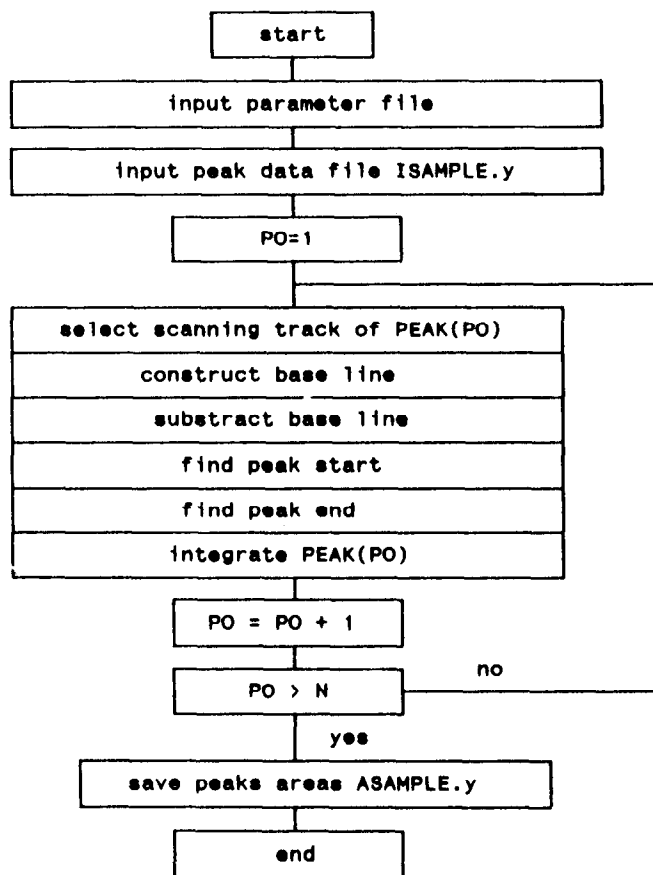 start
input parameter file
input peak data file ISAMPLE.y
PO=1
select scanning track of PEAK(PO)
construct base line
substract base line
find peak start
find peak end
integrate PEAK(PO)
PO = PO + 1
PO > N
no
yes
save peaks areas ASAMPLE.y
end